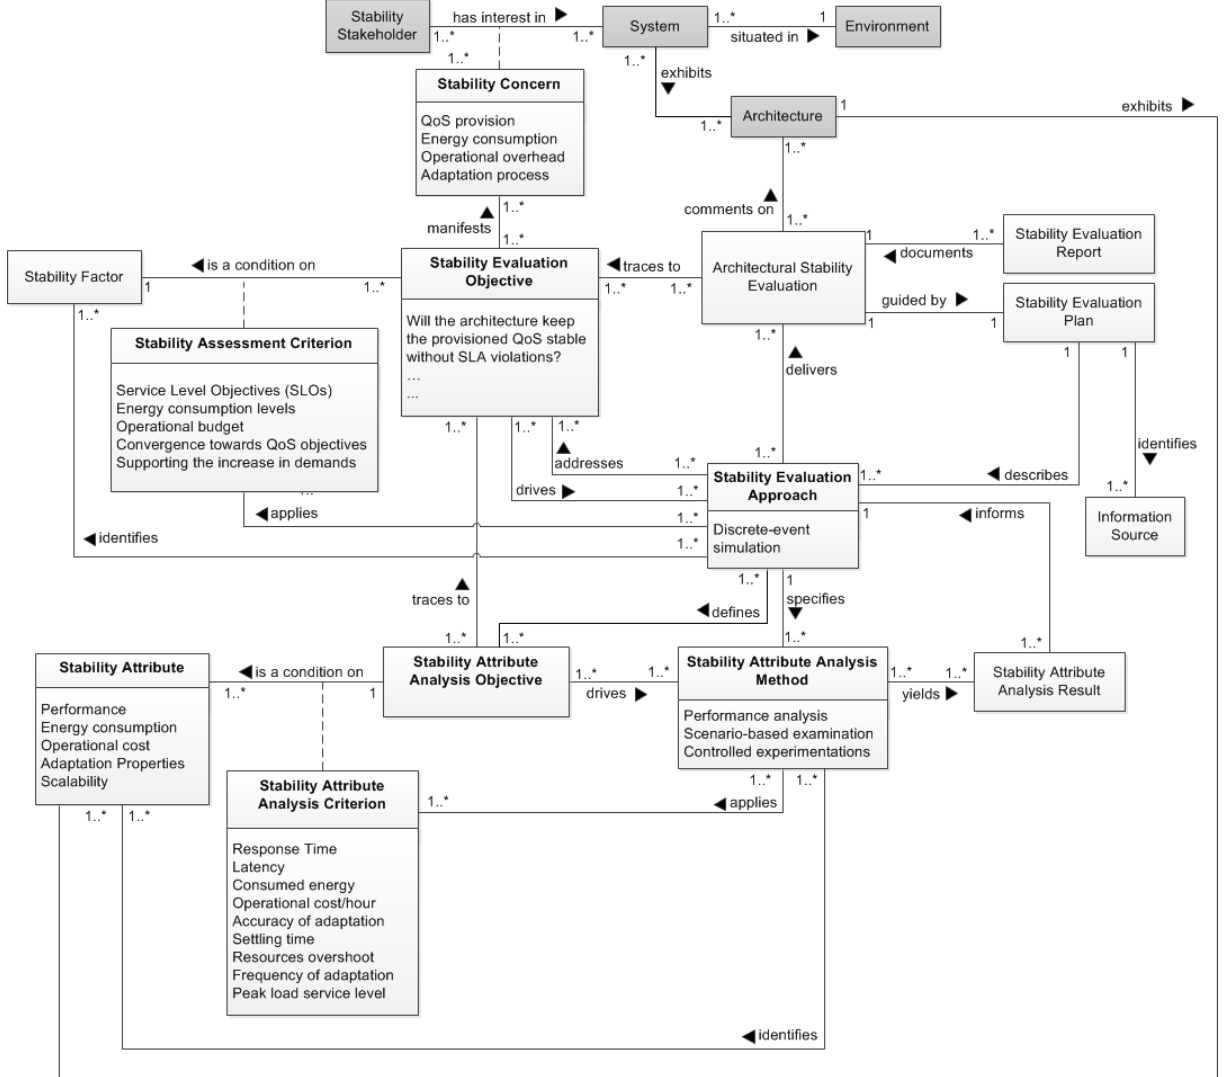 Stability
Stakeholder
has interest in
1..*
1..*
System
1..*
1
situated in
Environment
1..*
1..*
exhibits
Stability Concern
QoS provision
Energy consumption
Operational overhead
Adaptation process
1..*
Architecture
1
exhibits
1..*
1..*
manifests
1..*
comments on
1..*
Stability Factor
is a condition on
1
1..*
1..*
Stability Evaluation
Objective
Will the architecture keep
the provisioned QoS stable
without SLA violations?
…
...
traces to
1..*
1..*
Architectural Stability
Evaluation
1
1..*
documents
Stability Evaluation
Report
guided by
1
1
Stability Evaluation
Plan
1
1
Stability Assessment Criterion
Service Level Objectives (SLOs)
Energy consumption levels
Operational budget
Convergence towards QoS objectives
Supporting the increase in demands
1..*
delivers
1..*
1..*
1..*
1..*
addresses
1..*
drives
1..*
1..*
Stability Evaluation
Approach
Discrete-event
simulation
1..*
describes
identifies
1..*
Information
Source
applies
1..*
identifies
1..*
1
informs
1..*
1
traces to
defines
specifies
1..*
1..*
1..*
1..*
Stability Attribute
Performance
Energy consumption
Operational cost
Adaptation Properties
Scalability
is a condition on
1..*
1
Stability Attribute
Analysis Objective
1..*
1..*
drives
Stability Attribute Analysis
Method
Performance analysis
Scenario-based examination
Controlled experimentations
1..*
1..*
yields
Stability Attribute
Analysis Result
Stability Attribute
Analysis Criterion
Response Time
Latency
Consumed energy
Operational cost/hour
Accuracy of adaptation
Settling time
Resources overshoot
Frequency of adaptation
Peak load service level
1..*
applies
1..*
1..*
1..*
1..*
identifies